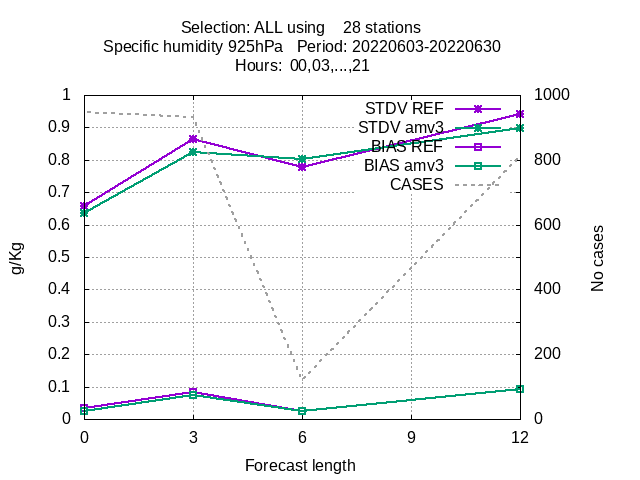 Selection: ALL using 28 stations
Specific humidity 925hPa Period: 20220603-20220630
Hours: 00,03,...,21
1
0.9
0.8
0.7
0.6
0.5
0.4
0.3
0.2
0.1
0
g/Kg
STDV REF
STDV amv3
BIAS REF
BIAS amv3
CASES
1000
800
600
400
200
0
No cases
0 3 6 9 12
Forecast length